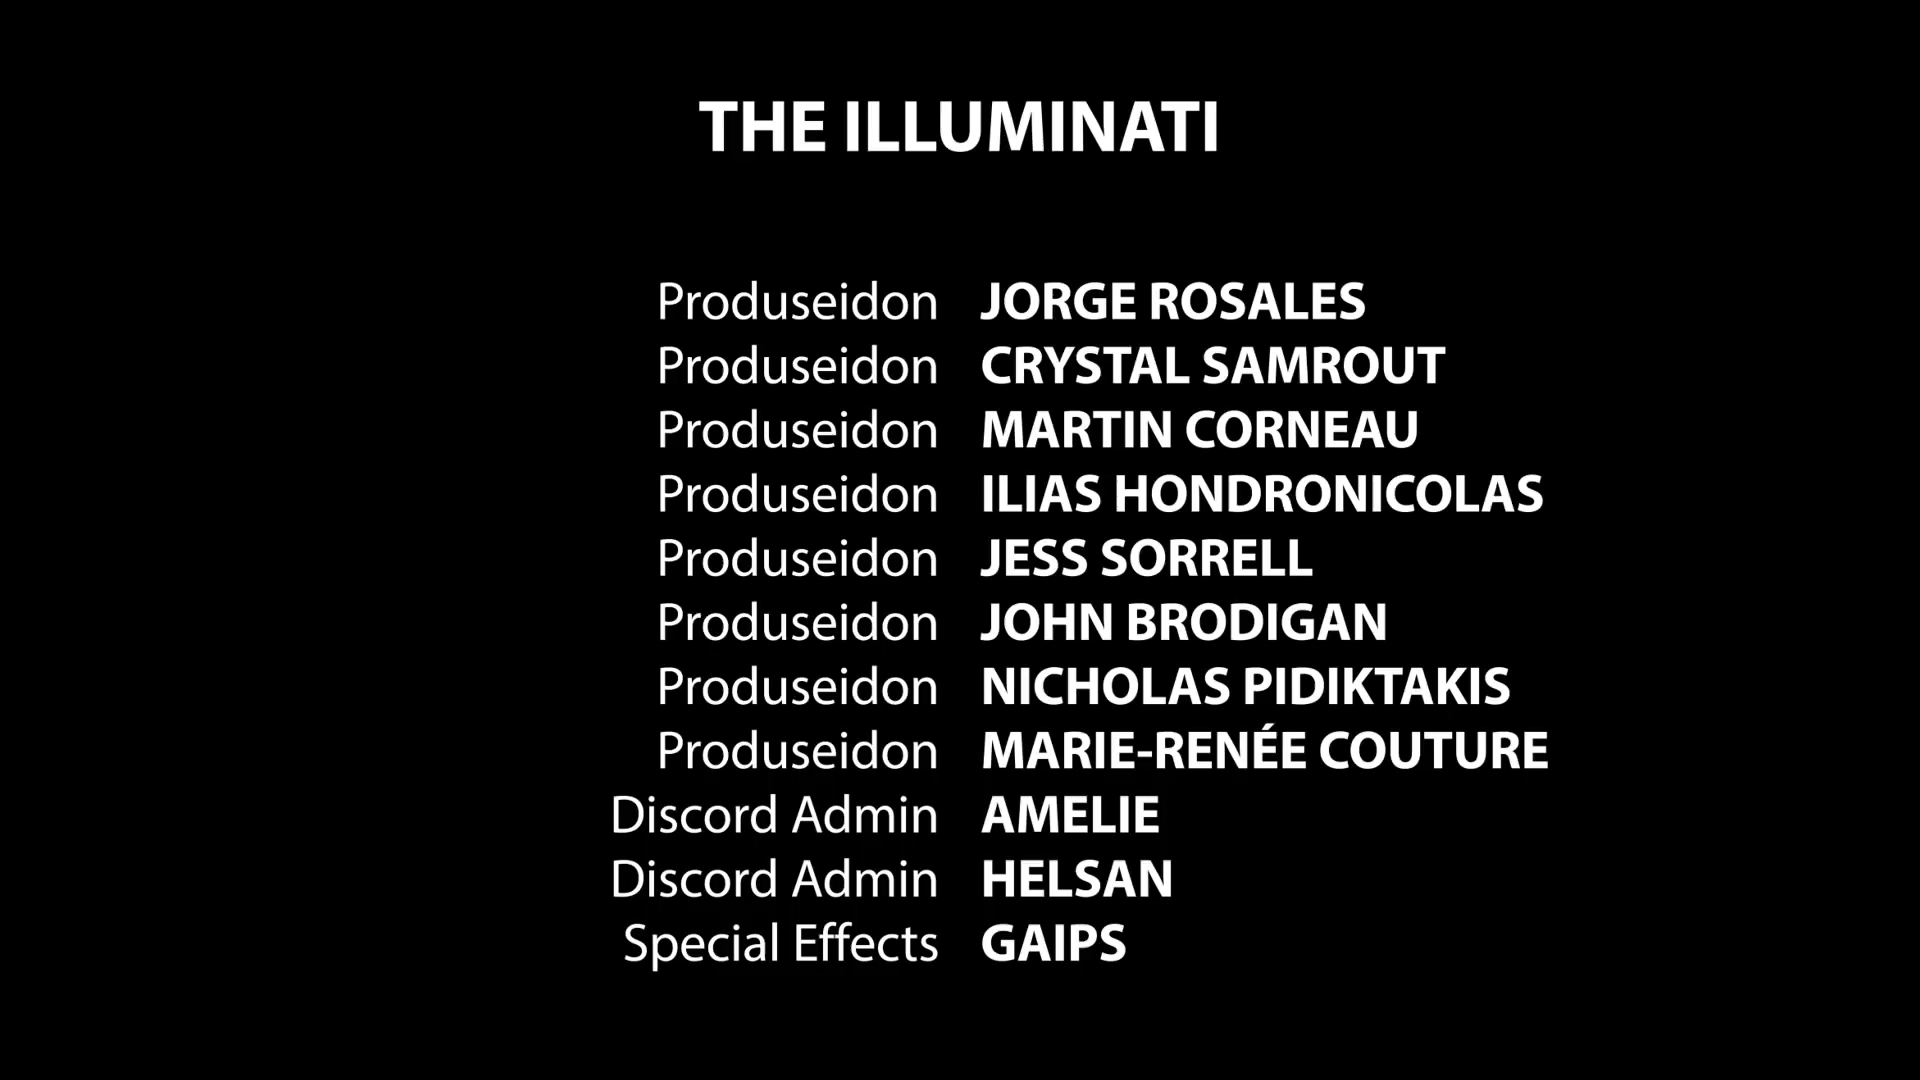 THE ILLUMINATI
Produseidon JORGE ROSALES
Produseidon CRYSTAL SAMROUT
Produseidon MARTIN CORNEAU
Produseidon ILIAS HONDRONICOLAS
Produseidon JESS SORRELL
Produseidon JOHN BRODIGAN
Produseidon NICHOLAS PIDIKTAKIS
Produseidon MARIE-RENÉE COUTURE
Discord Admin AMELIE
Discord Admin HELSAN
Special Effects GAIPS